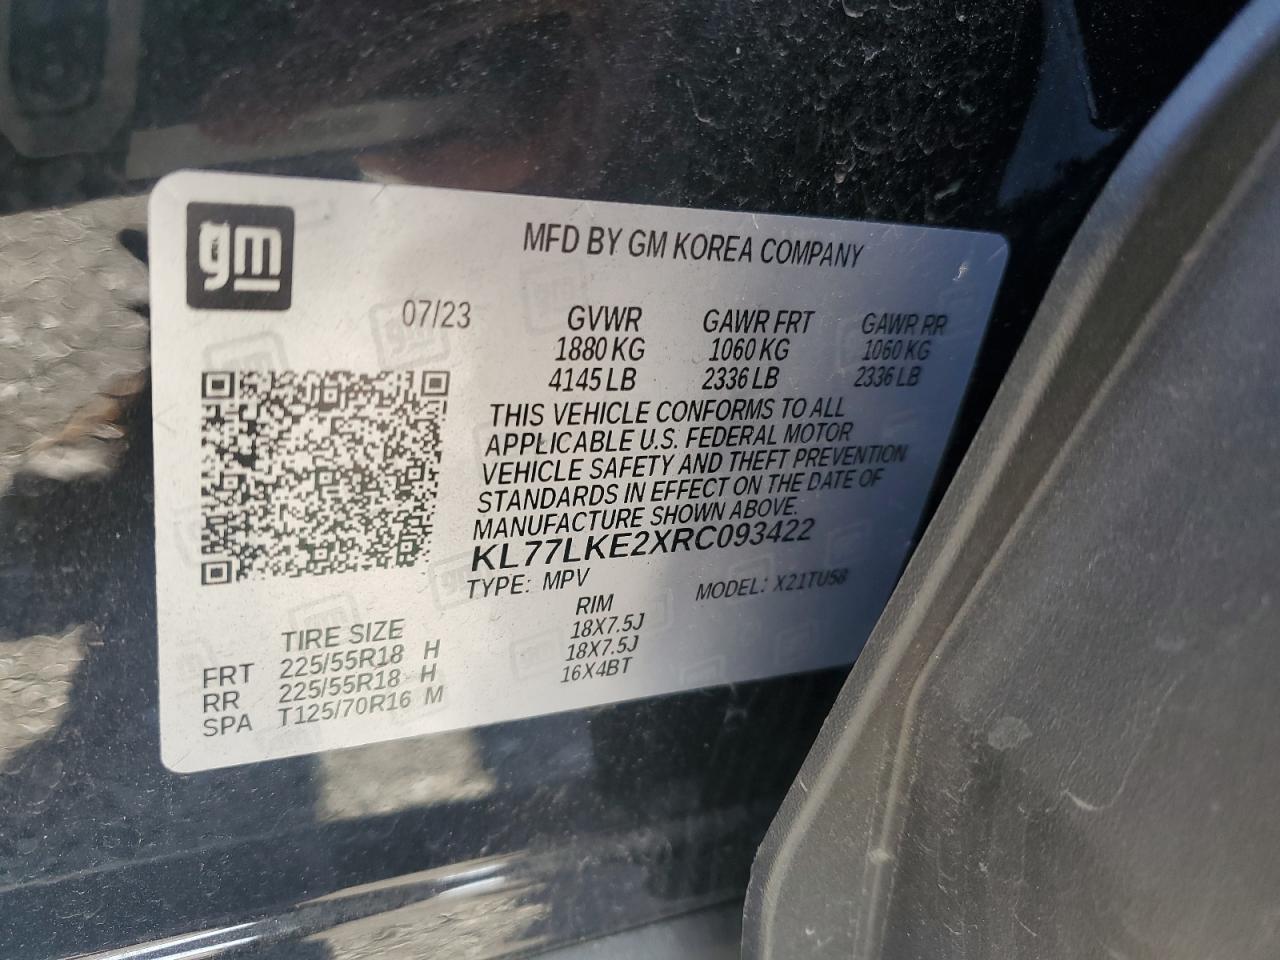 gm
MFD BY GM KOREA COMPANY
07/23 GVWR GAWR FRT GAWR RR
1880 KG 1060 KG 1060 KG
4145 LB 2336 LB 2336 LB
THIS VEHICLE CONFORMS TO ALL
APPLICABLE U.S. FEDERAL MOTOR
VEHICLE SAFETY AND THEFT PREVENTION
STANDARDS IN EFFECT ON THE DATE OF
MANUFACTURE SHOWN ABOVE.
KL77LKE2XRC093422
TYPE: MPV MODEL: X21TU58
TIRE SIZE RIM
FRT 225/55R18 H 18X7.5J
RR 225/55R18 H 18X7.5J
SPA T125/70R16 M 16X4BT